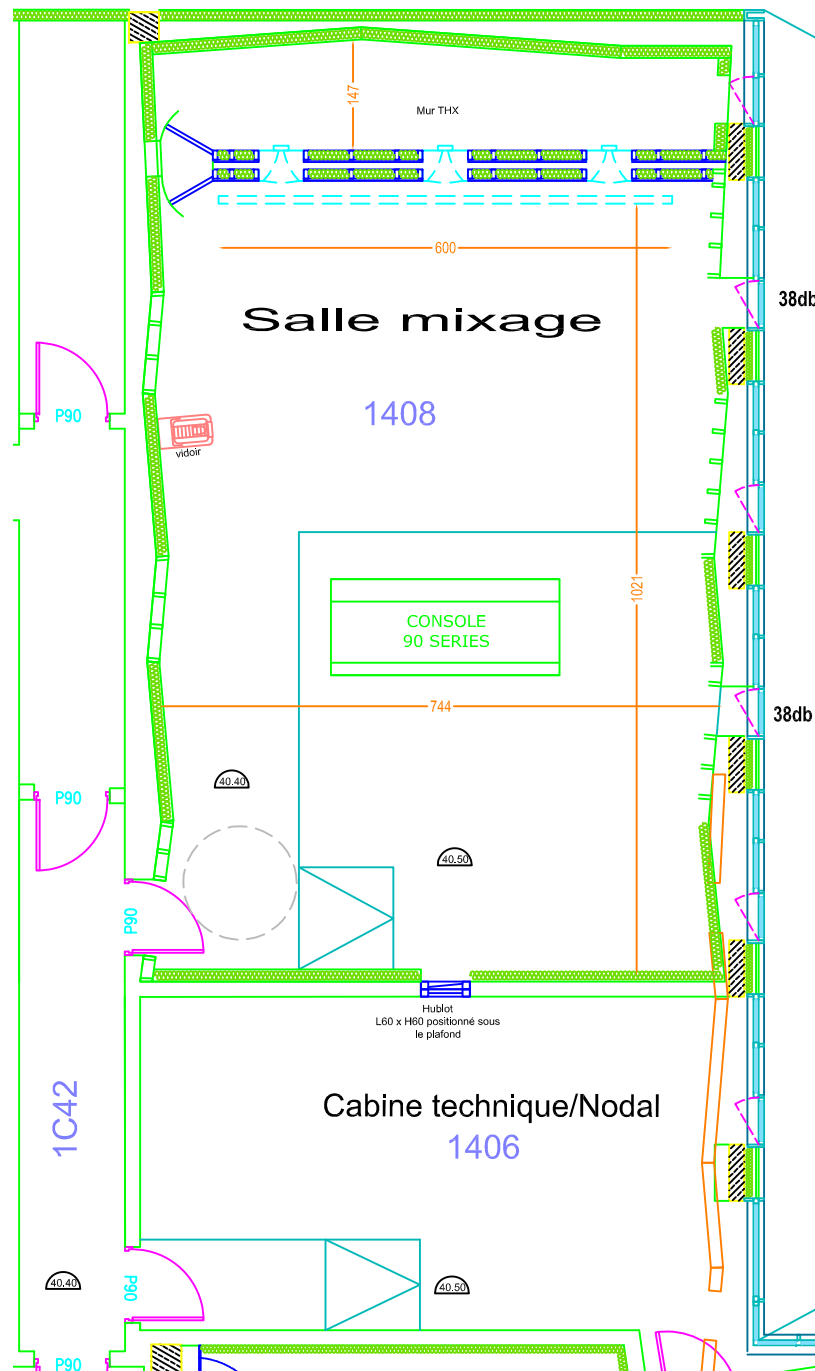 147
Mur THX
600
38db
Salle mixage
1408
P90
vidoir
1021
CONSOLE
90 SERIES
744
38db
40.40
P90
40.50
P90
Hublot
L60 x H60 positionné sous
le plafond
1C42
Cabine technique/Nodal
1406
40.40
P90
40.50
P90